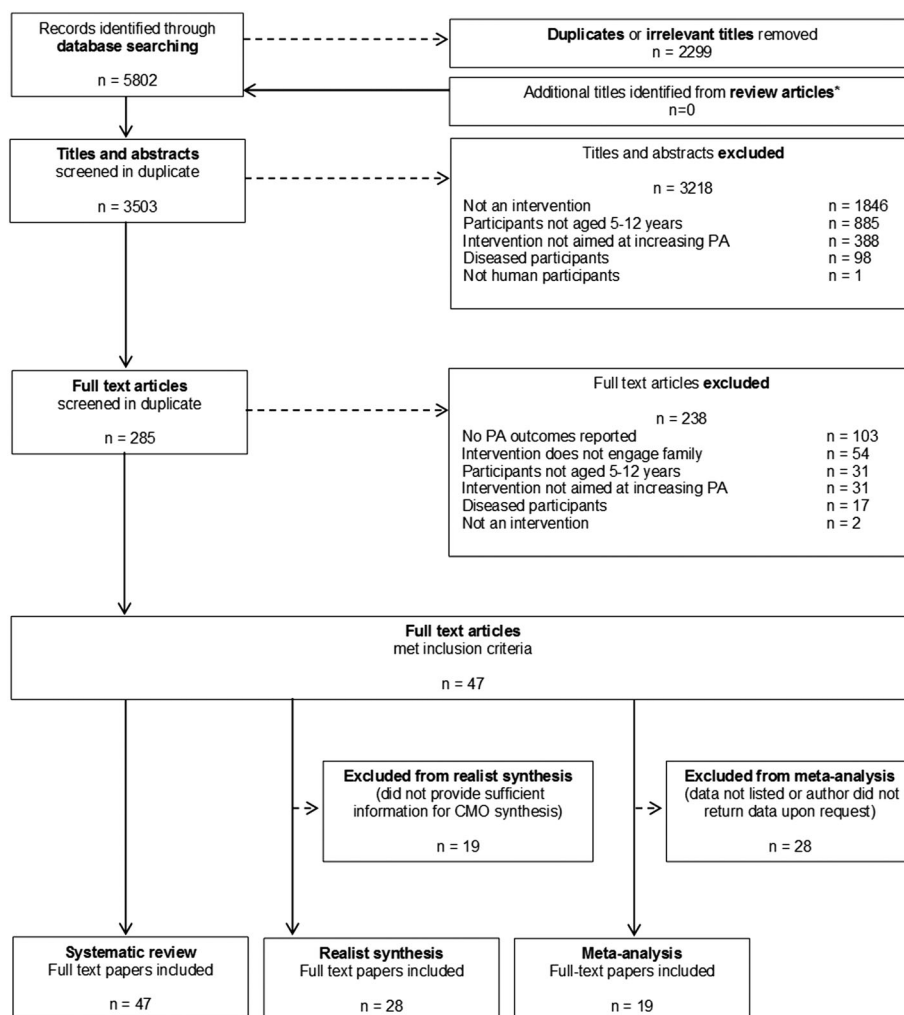 Records identified through
database searching
n = 5802
Duplicates or irrelevant titles removed
n = 2299
Additional titles identified from review articles*
n=0
Titles and abstracts
screened in duplicate
n = 3503
Titles and abstracts excluded
n = 3218
Not an intervention n = 1846
Participants not aged 5-12 years n = 885
Intervention not aimed at increasing PA n = 388
Diseased participants n = 98
Not human participants n = 1
Full text articles
screened in duplicate
n = 285
Full text articles excluded
n = 238
No PA outcomes reported n = 103
Intervention does not engage family n = 54
Participants not aged 5-12 years n = 31
Intervention not aimed at increasing PA n = 31
Diseased participants n = 17
Not an intervention n = 2
Full text articles
met inclusion criteria
n = 47
Excluded from realist synthesis
(did not provide sufficient
information for CMO synthesis)
n = 19
Excluded from meta-analysis
(data not listed or author did not
return data upon request)
n = 28
Systematic review
Full text papers included
n = 47
Realist synthesis
Full text papers included
n = 28
Meta-analysis
Full-text papers included
n = 19